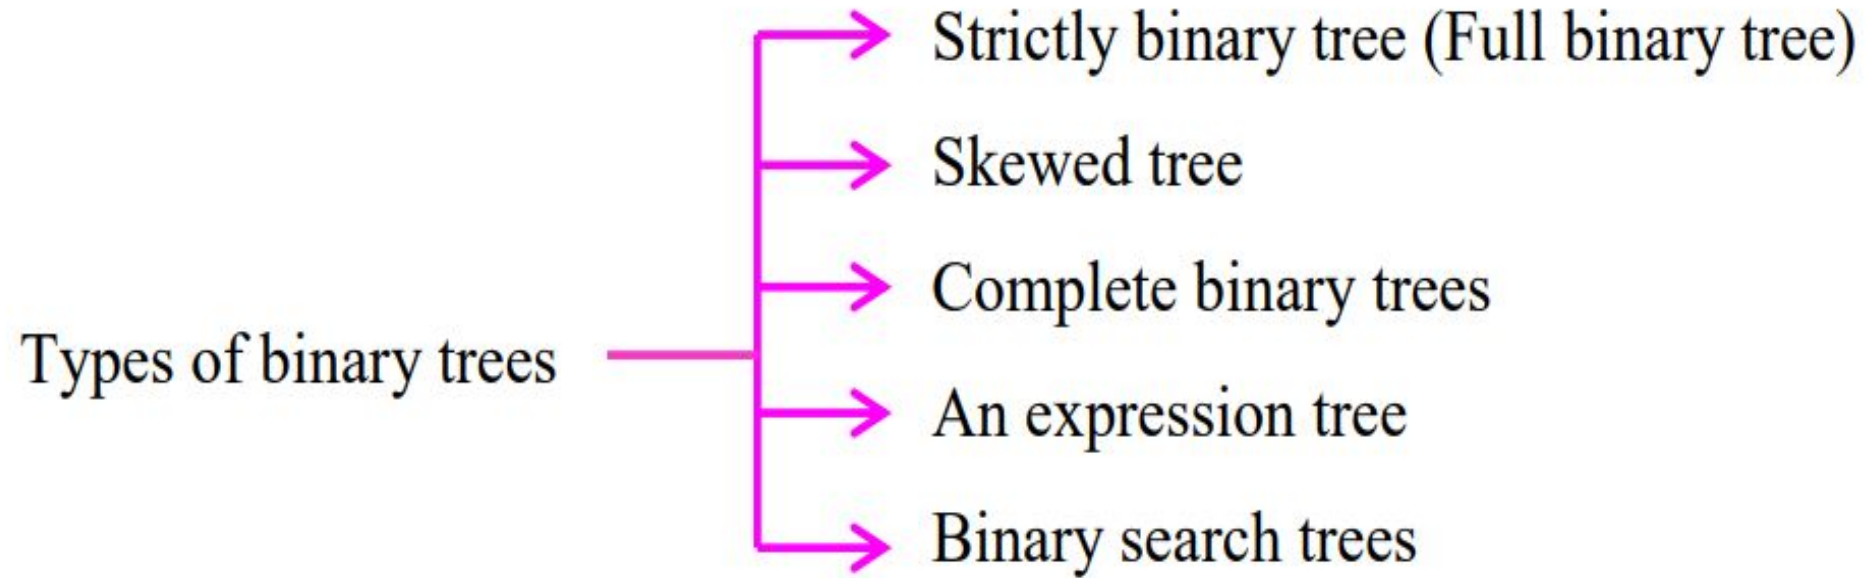 Types of binary trees
Strictly binary tree (Full binary tree)
Skewed tree
Complete binary trees
An expression tree
Binary search trees